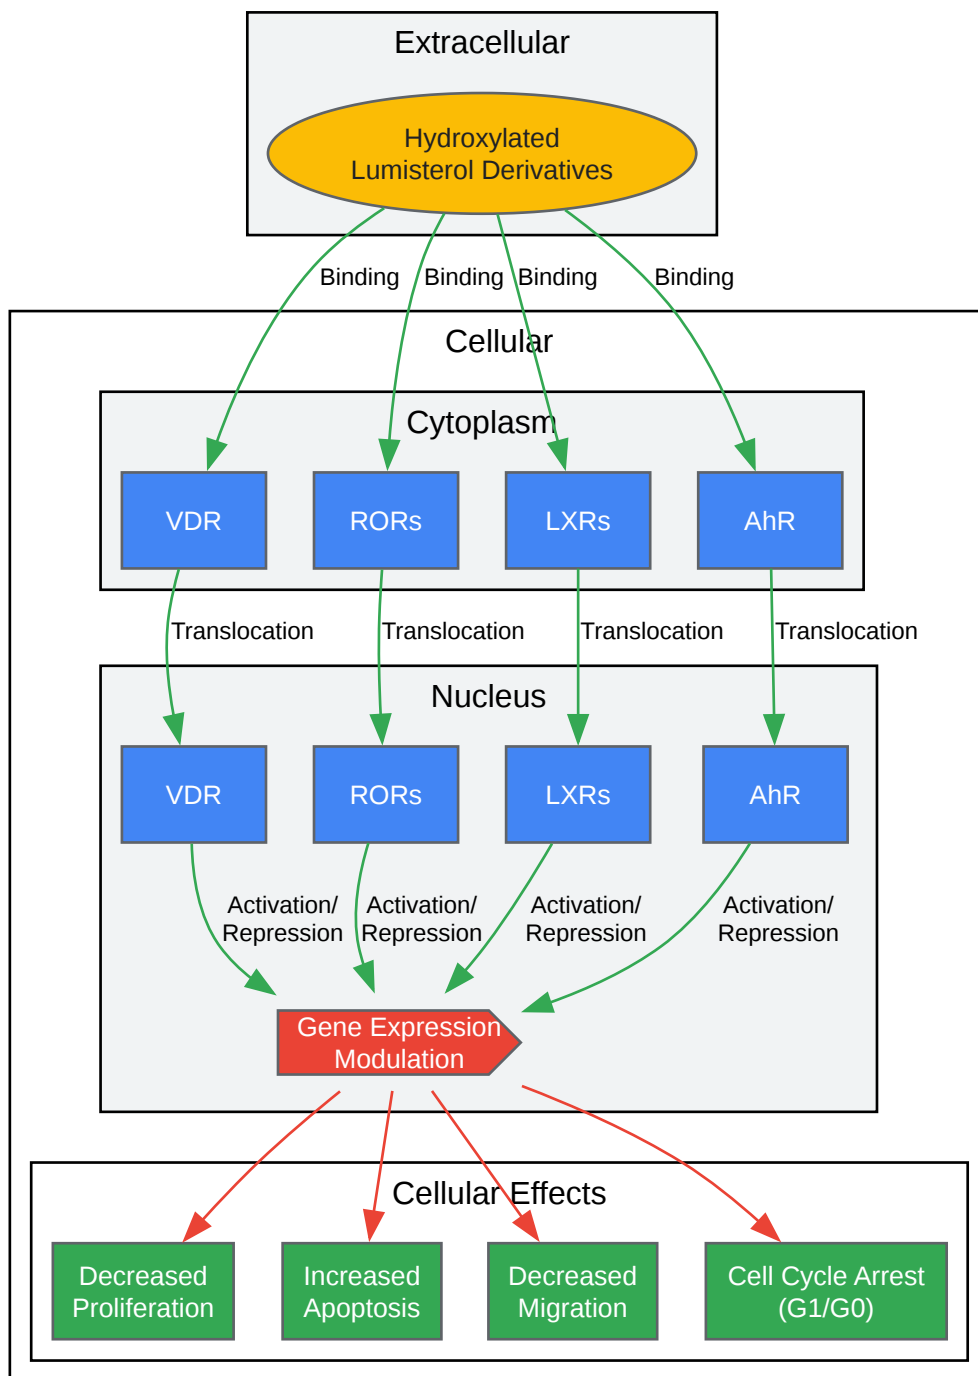 Extracellular
Hydroxylated
Lumisterol Derivatives
Binding
Binding
Binding
Binding
Cellular
Cytoplasm
VDR
RORs
LXRs
AhR
Translocation
Translocation
Translocation
Translocation
Nucleus
VDR
RORs
LXRs
AhR
Activation/
Repression
Activation/
Repression
Activation/
Repression
Activation/
Repression
Gene Expression
Modulation
Cellular Effects
Decreased
Proliferation
Increased
Apoptosis
Decreased
Migration
Cell Cycle Arrest
(G1/G0)